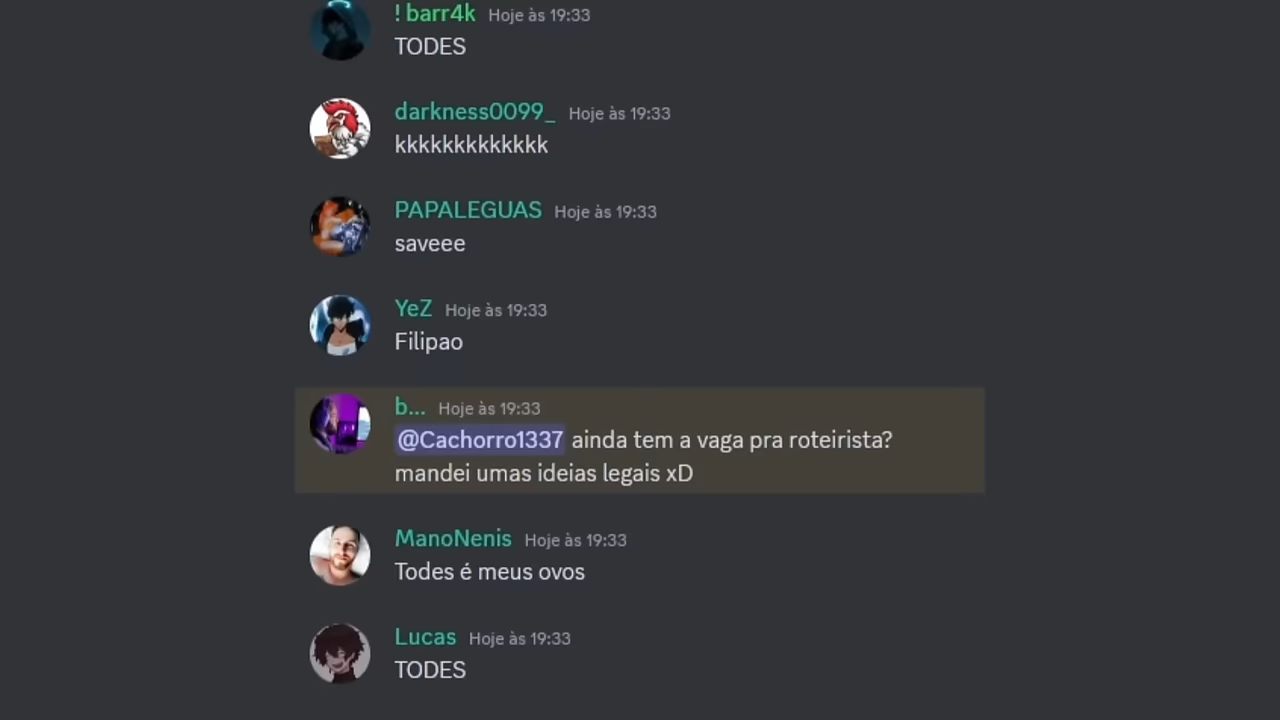 ! barr4k Hoje às 19:33
TODES
darkness0099_ Hoje às 19:33
kkkkkkkkkkkkk
PAPALEGUAS Hoje às 19:33
saveee
YeZ Hoje às 19:33
Filipao
b... Hoje às 19:33
@Cachorro1337 ainda tem a vaga pra roteirista?
mandei umas ideias legais xD
ManoNenis Hoje às 19:33
Todes é meus ovos
Lucas Hoje às 19:33
TODES